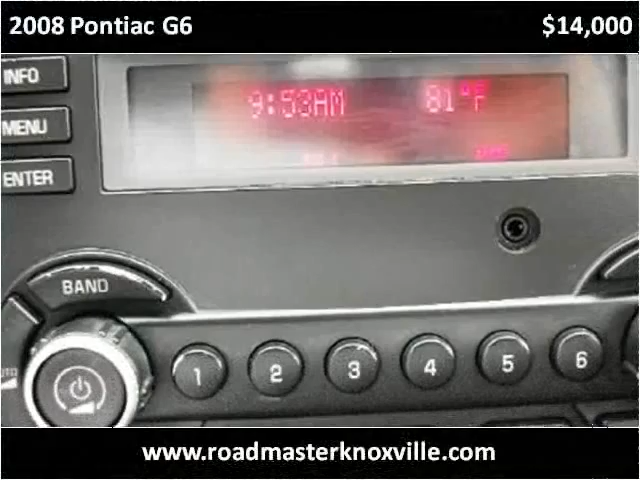 2008 Pontiac G6 $14,000
INFO
9:53AM 81°F
MENU
ENTER
BAND
1 2 3 4 5 6
www.roadmasterknoxville.com